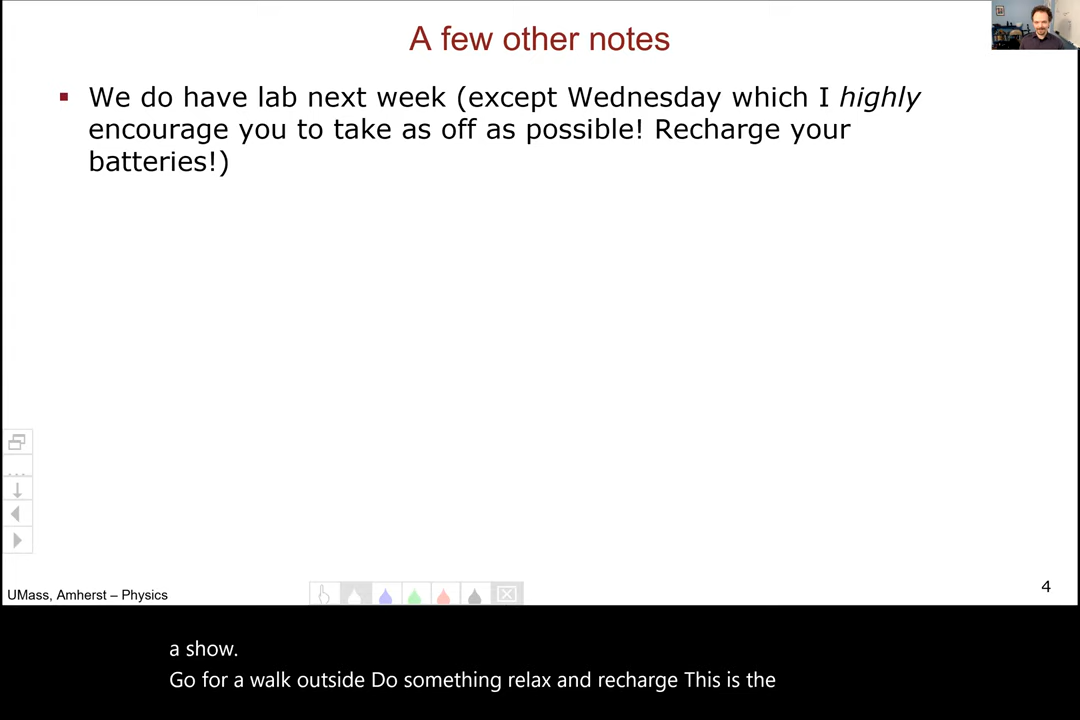 A few other notes
▪ We do have lab next week (except Wednesday which I highly
encourage you to take as off as possible! Recharge your
batteries!)
UMass, Amherst – Physics
4
a show.
Go for a walk outside Do something relax and recharge This is the